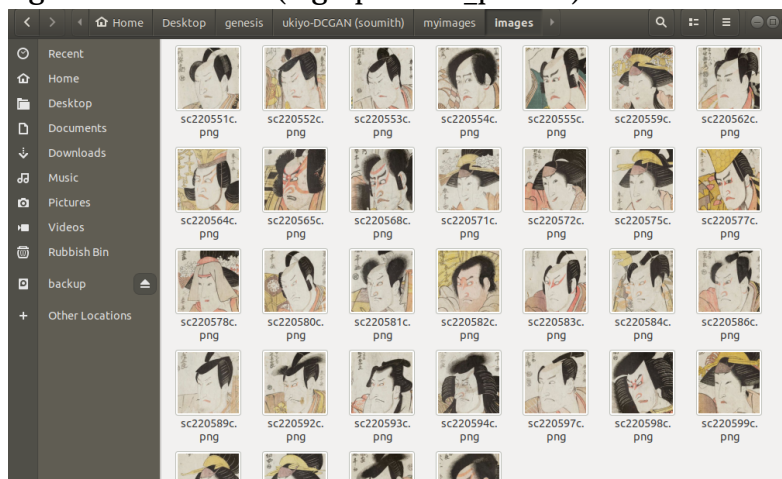 Home Desktop genesis ukiyo-DCGAN (soumith) myimages images
Recent
Home
Desktop
Documents
Downloads
Music
Pictures
Videos
Rubbish Bin
backup
Other Locations
sc220551c. sc220552c. sc220553c. sc220554c. sc220555c. sc220559c. sc220562c.
png png png png png png png
sc220564c. sc220565c. sc220568c. sc220571c. sc220572c. sc220575c. sc220577c.
png png png png png png png
sc220578c. sc220580c. sc220581c. sc220582c. sc220583c. sc220584c. sc220586c.
png png png png png png png
sc220589c. sc220592c. sc220593c. sc220594c. sc220597c. sc220598c. sc220599c.
png png png png png png png